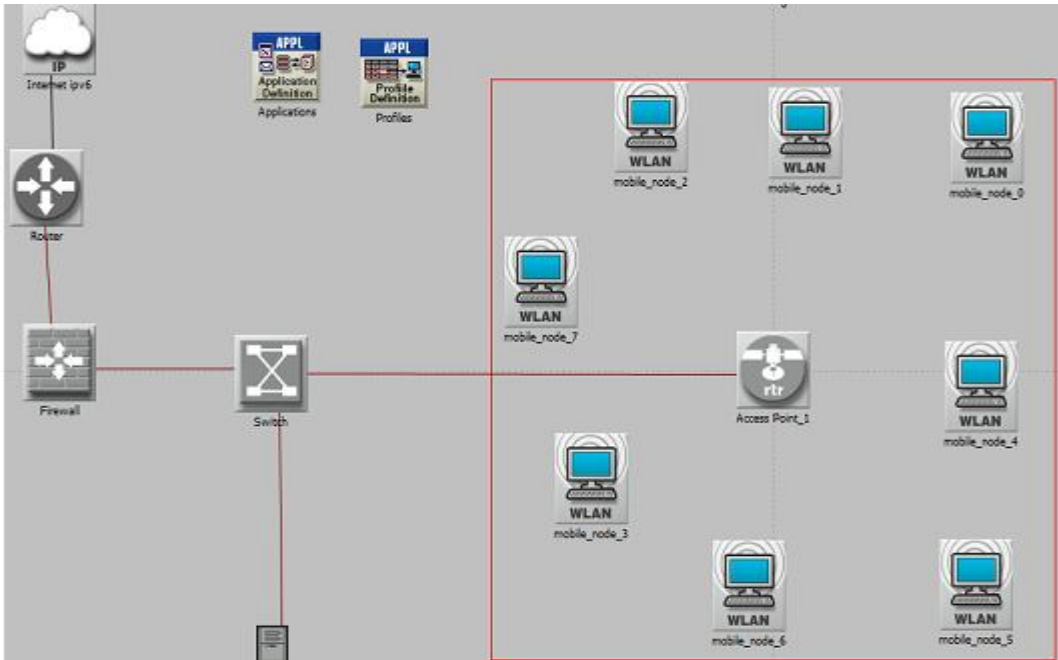 IP
Internet ipv6
APPL
Application
Definition
Applications
APPL
Profile
Definition
Profiles
WLAN
mobile_node_2
WLAN
mobile_node_1
WLAN
mobile_node_0
Router
WLAN
mobile_node_7
Firewall
Switch
rtr
Access Point_1
WLAN
mobile_node_4
WLAN
mobile_node_3
WLAN
mobile_node_6
WLAN
mobile_node_5